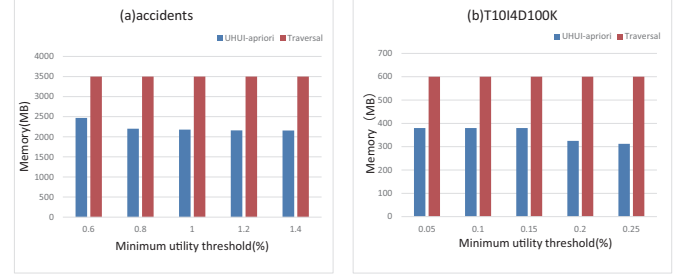 (a)accidents
UHUI-apriori Traversal
4000
3500
3000
2500
2000
1500
1000
500
0
Memory(MB)
0.6 0.8 1 1.2 1.4
Minimum utility threshold(%)
(b)T10I4D100K
UHUI-apriori Traversal
700
600
500
400
300
200
100
0
Memory（MB）
0.05 0.1 0.15 0.2 0.25
Minimum utility threshold(%)